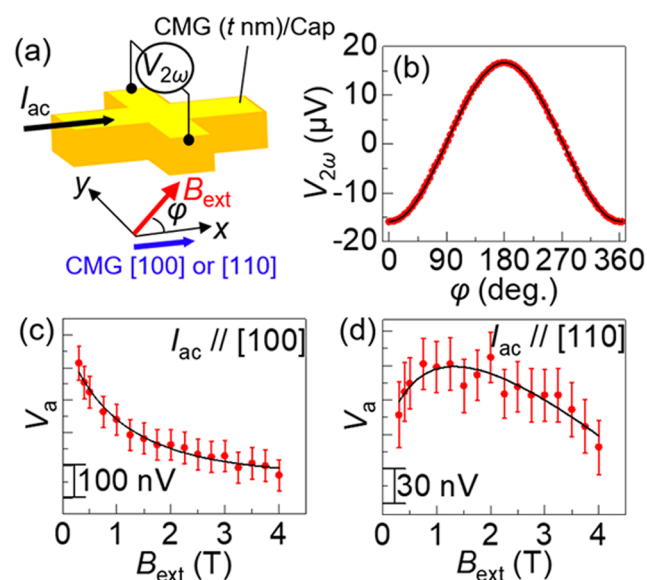 (a)
CMG (t nm)/Cap
V2ω
Iac
Bext
y
φ
x
CMG [100] or [110]
(b)
V2ω (μV)
20
10
0
-10
-20
0 90 180 270 360
φ (deg.)
(c)
Iac // [100]
Va
100 nV
0 1 2 3 4
Bext (T)
(d)
Iac // [110]
Va
30 nV
0 1 2 3 4
Bext (T)